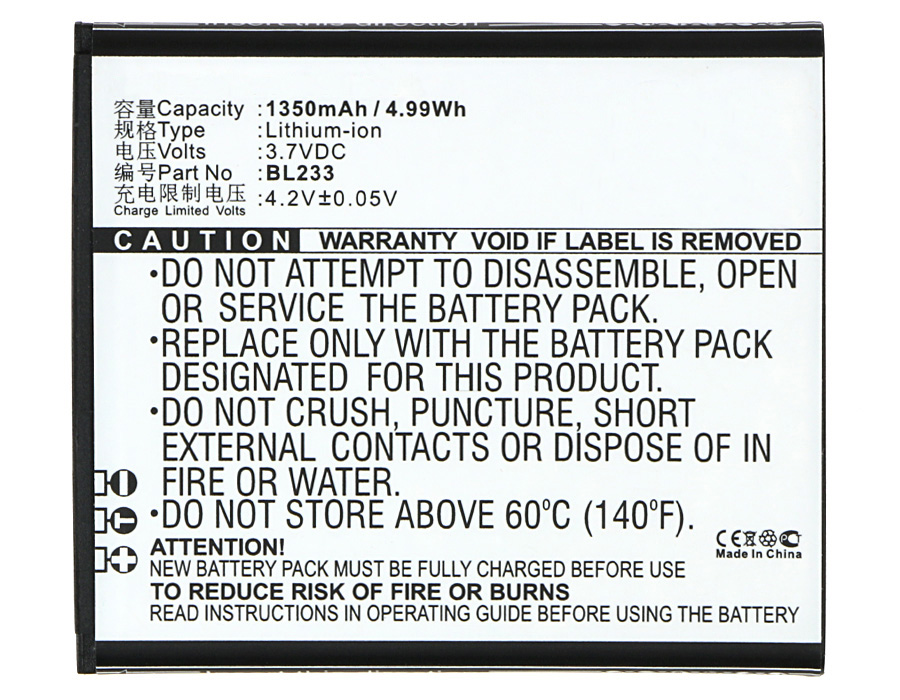 容量Capacity :1350mAh / 4.99Wh
规格Type :Lithium-ion
电压Volts :3.7VDC
编号Part No :BL233
充电限制电压 :4.2V±0.05V
Charge Limited Volts
CAUTION WARRANTY VOID IF LABEL IS REMOVED
•DO NOT ATTEMPT TO DISASSEMBLE, OPEN
OR SERVICE THE BATTERY PACK.
•REPLACE ONLY WITH THE BATTERY PACK
DESIGNATED FOR THIS PRODUCT.
•DO NOT CRUSH, PUNCTURE, SHORT
EXTERNAL CONTACTS OR DISPOSE OF IN
FIRE OR WATER.
•DO NOT STORE ABOVE 60°C (140°F).
CE
Made In China
ATTENTION!
NEW BATTERY PACK MUST BE FULLY CHARGED BEFORE USE
TO REDUCE RISK OF FIRE OR BURNS
READ INSTRUCTIONS IN OPERATING GUIDE BEFORE USING THE BATTERY